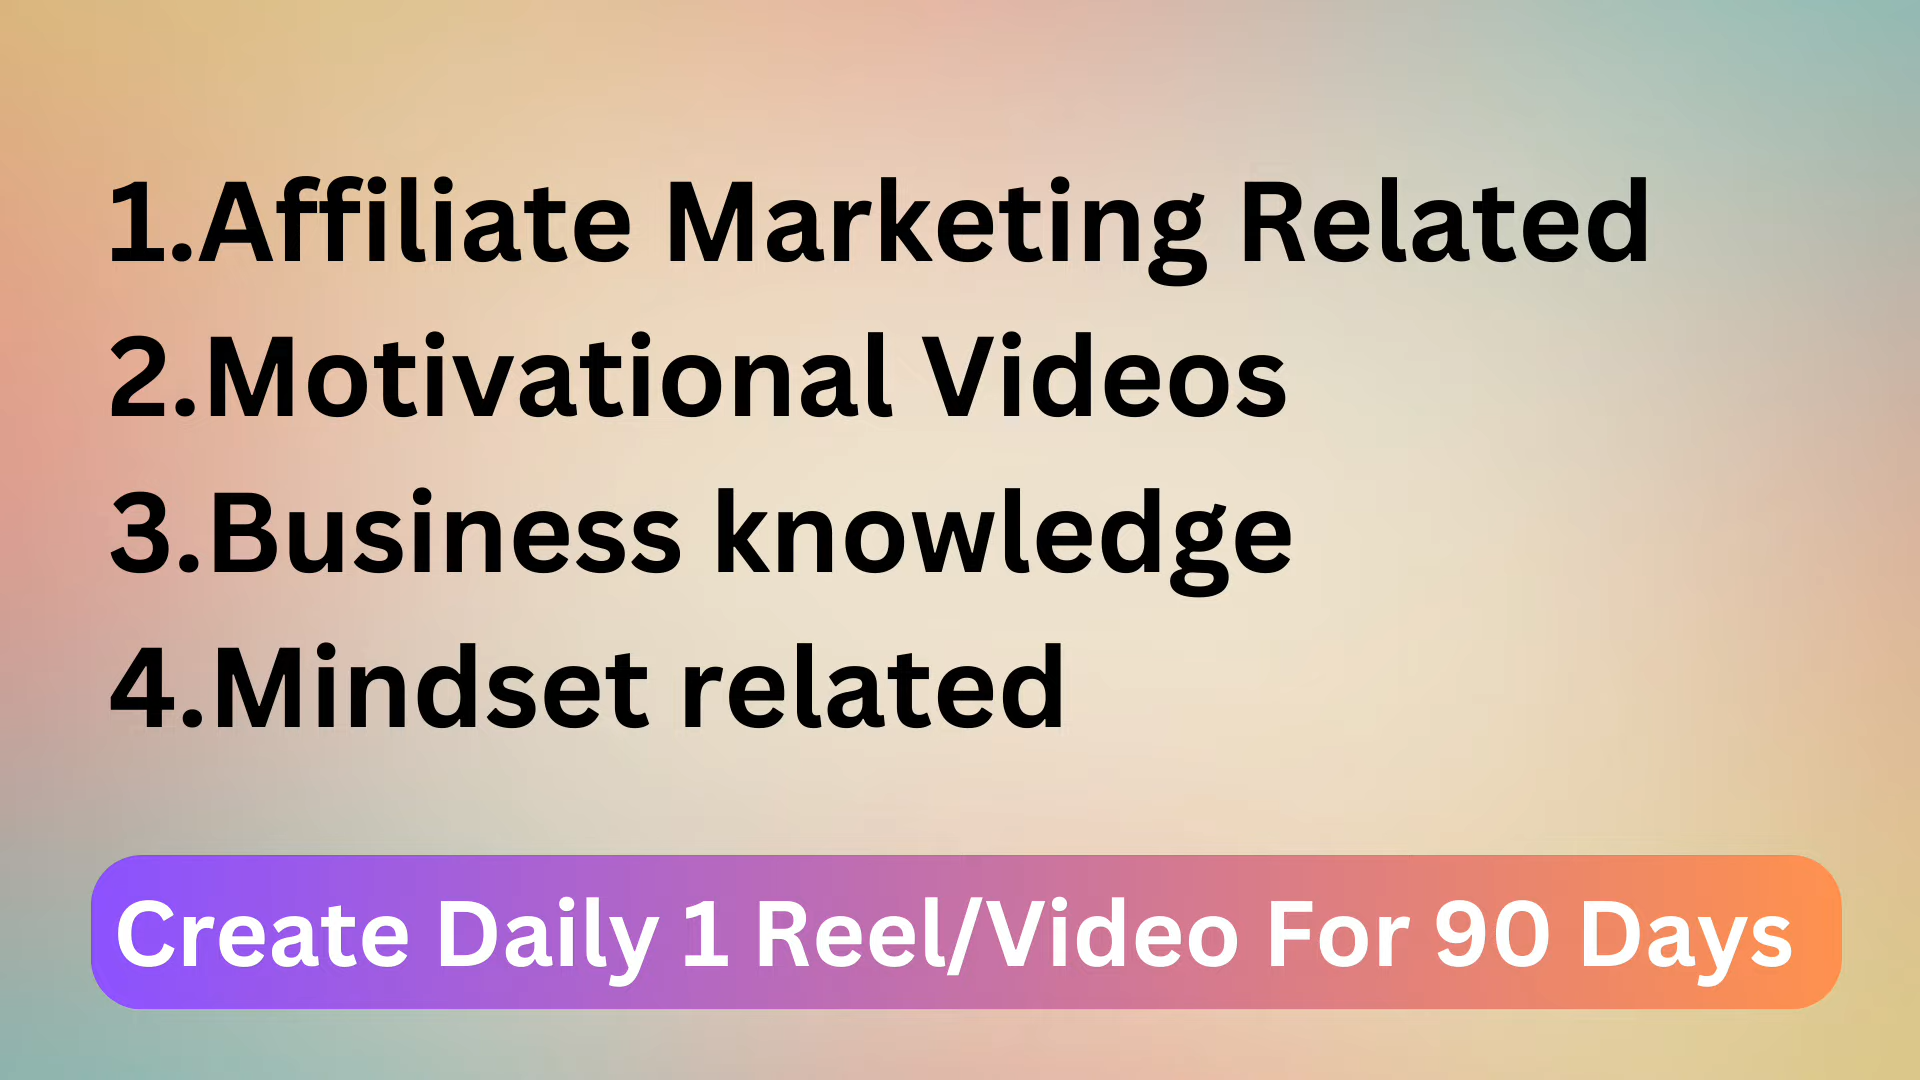 1.Affiliate Marketing Related
2.Motivational Videos
3.Business knowledge
4.Mindset related
Create Daily 1 Reel/Video For 90 Days